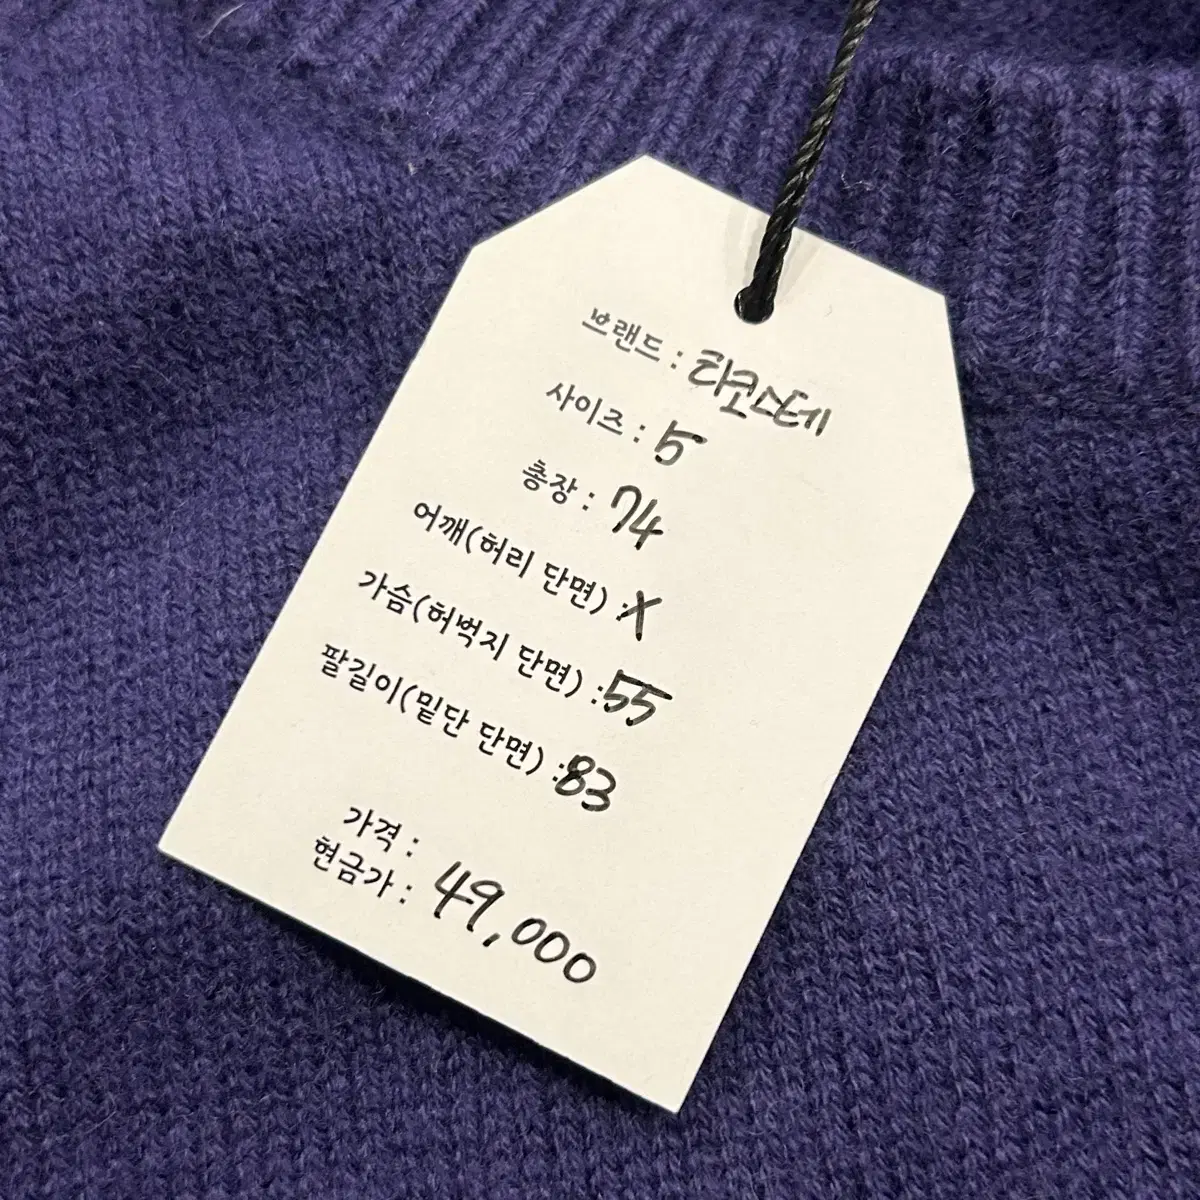 브랜드 : 라코스테
사이즈 : 5
총장 : 74
어깨(허리 단면) : X
가슴(허벅지 단면) : 55
팔길이(밑단 단면) : 83
가격 :
현금가 : 49,000